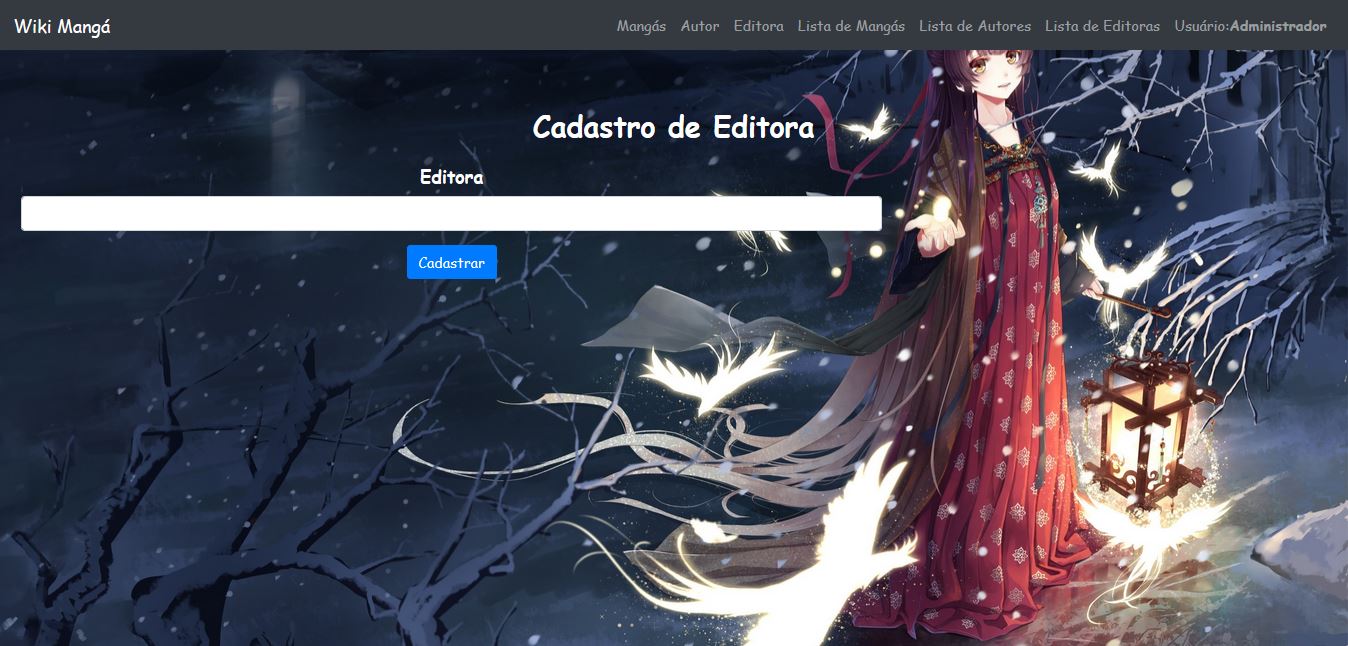 Wiki Mangá Mangás Autor Editora Lista de Mangás Lista de Autores Lista de Editoras Usuário:Administrador
Cadastro de Editora
Editora
Cadastrar